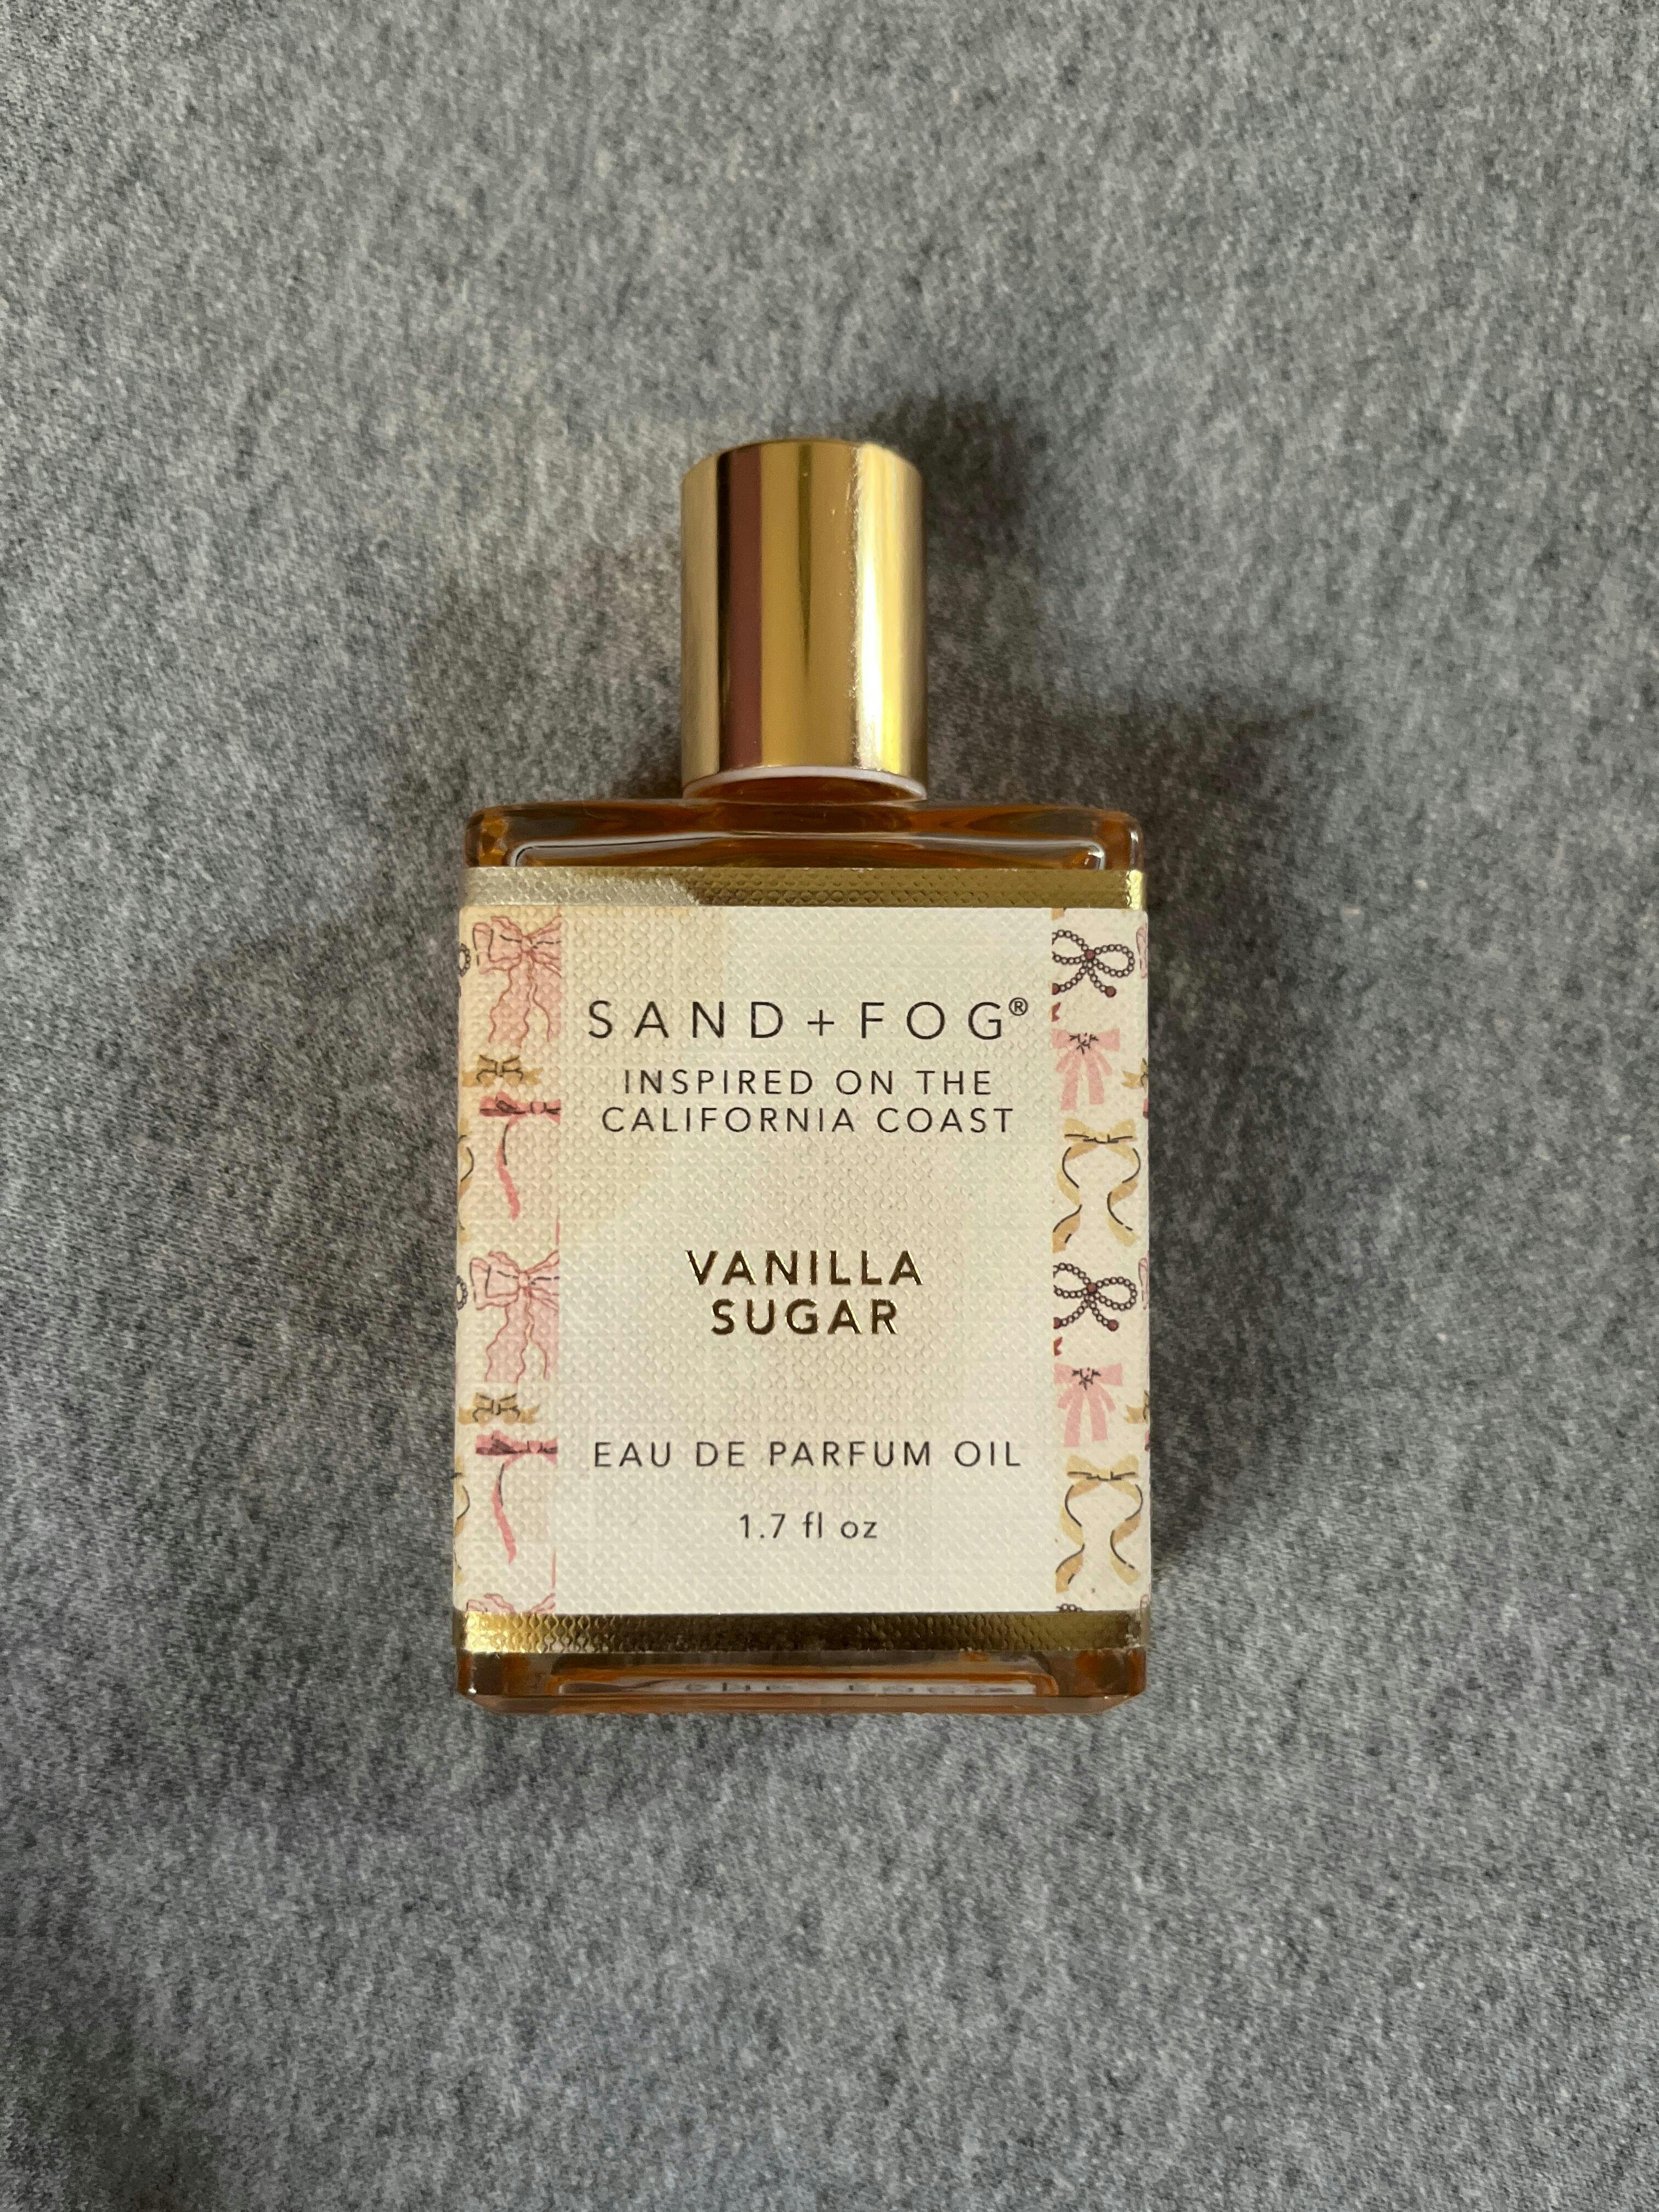 SAND+FOG®
INSPIRED ON THE
CALIFORNIA COAST
VANILLA
SUGAR
EAU DE PARFUM OIL
1.7 fl oz